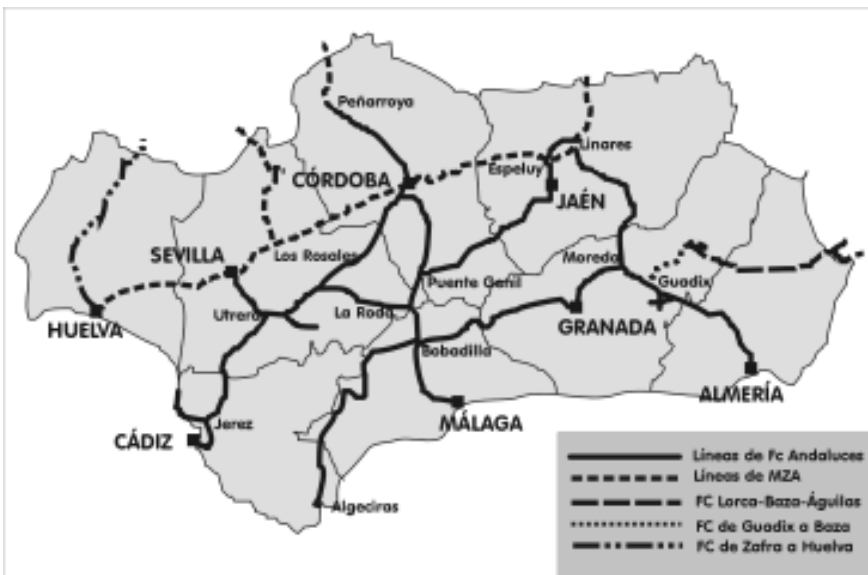 Peñarroya
Linares
Espeluy
CÓRDOBA
JAÉN
SEVILLA
Los Rosales
Moreda
Puente Genil
Guadix
Utrera
La Roda
HUELVA
GRANADA
Bobadilla
ALMERÍA
Jerez
MÁLAGA
CÁDIZ
Algeciras
Líneas de Fc Andaluces
Líneas de MZA
FC Lorca-Baza-Águilas
FC de Guadix a Baza
FC de Zafra a Huelva